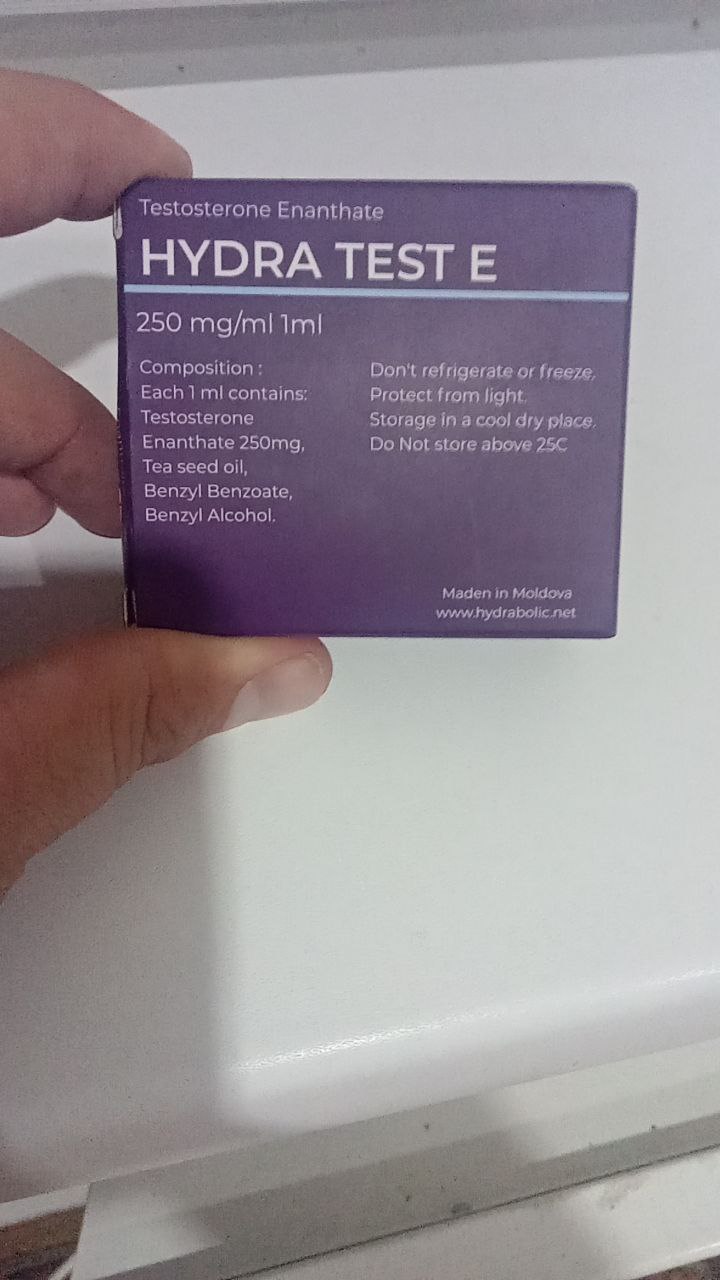 Testosterone Enanthate
HYDRA TEST E
250 mg/ml 1ml
Composition :
Each 1 ml contains:
Testosterone
Enanthate 250mg,
Tea seed oil,
Benzyl Benzoate,
Benzyl Alcohol.
Don't refrigerate or freeze,
Protect from light.
Storage in a cool dry place.
Do Not store above 25C
Maden in Moldova
www.hydrabolic.net